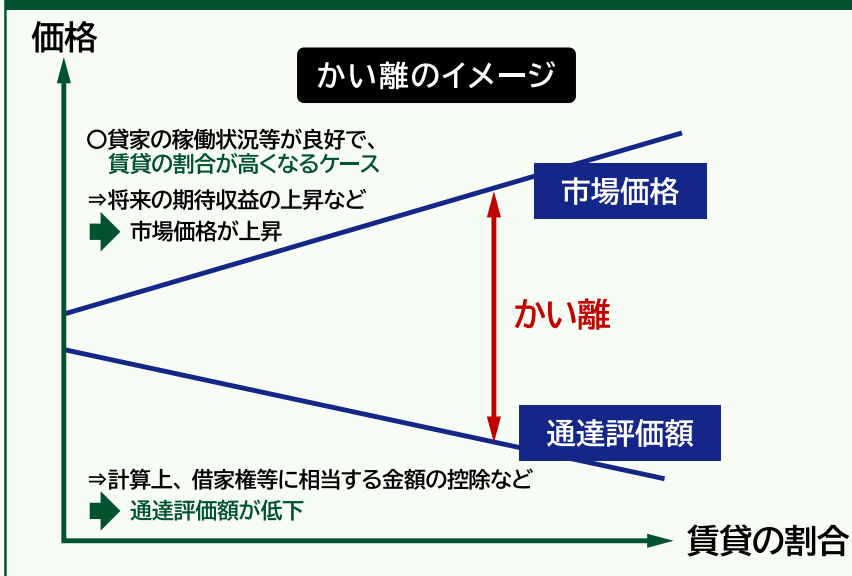 価格
かい離のイメージ
〇貸家の稼働状況等が良好で、
賃貸の割合が高くなるケース
⇒将来の期待収益の上昇など
市場価格が上昇
市場価格
かい離
通達評価額
⇒計算上、借家権等に相当する金額の控除など
通達評価額が低下
賃貸の割合